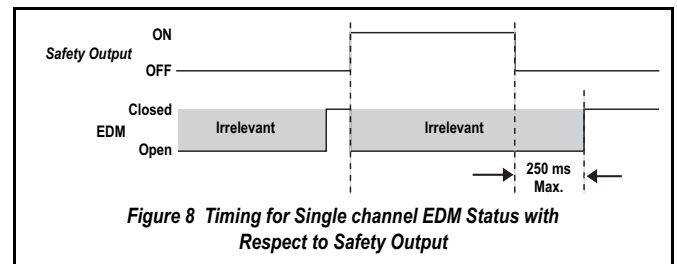 ON
Safety Output
OFF
Closed
EDM
Irrelevant
Irrelevant
Open
250 ms
Max.
Figure 8 Timing for Single channel EDM Status with
Respect to Safety Output